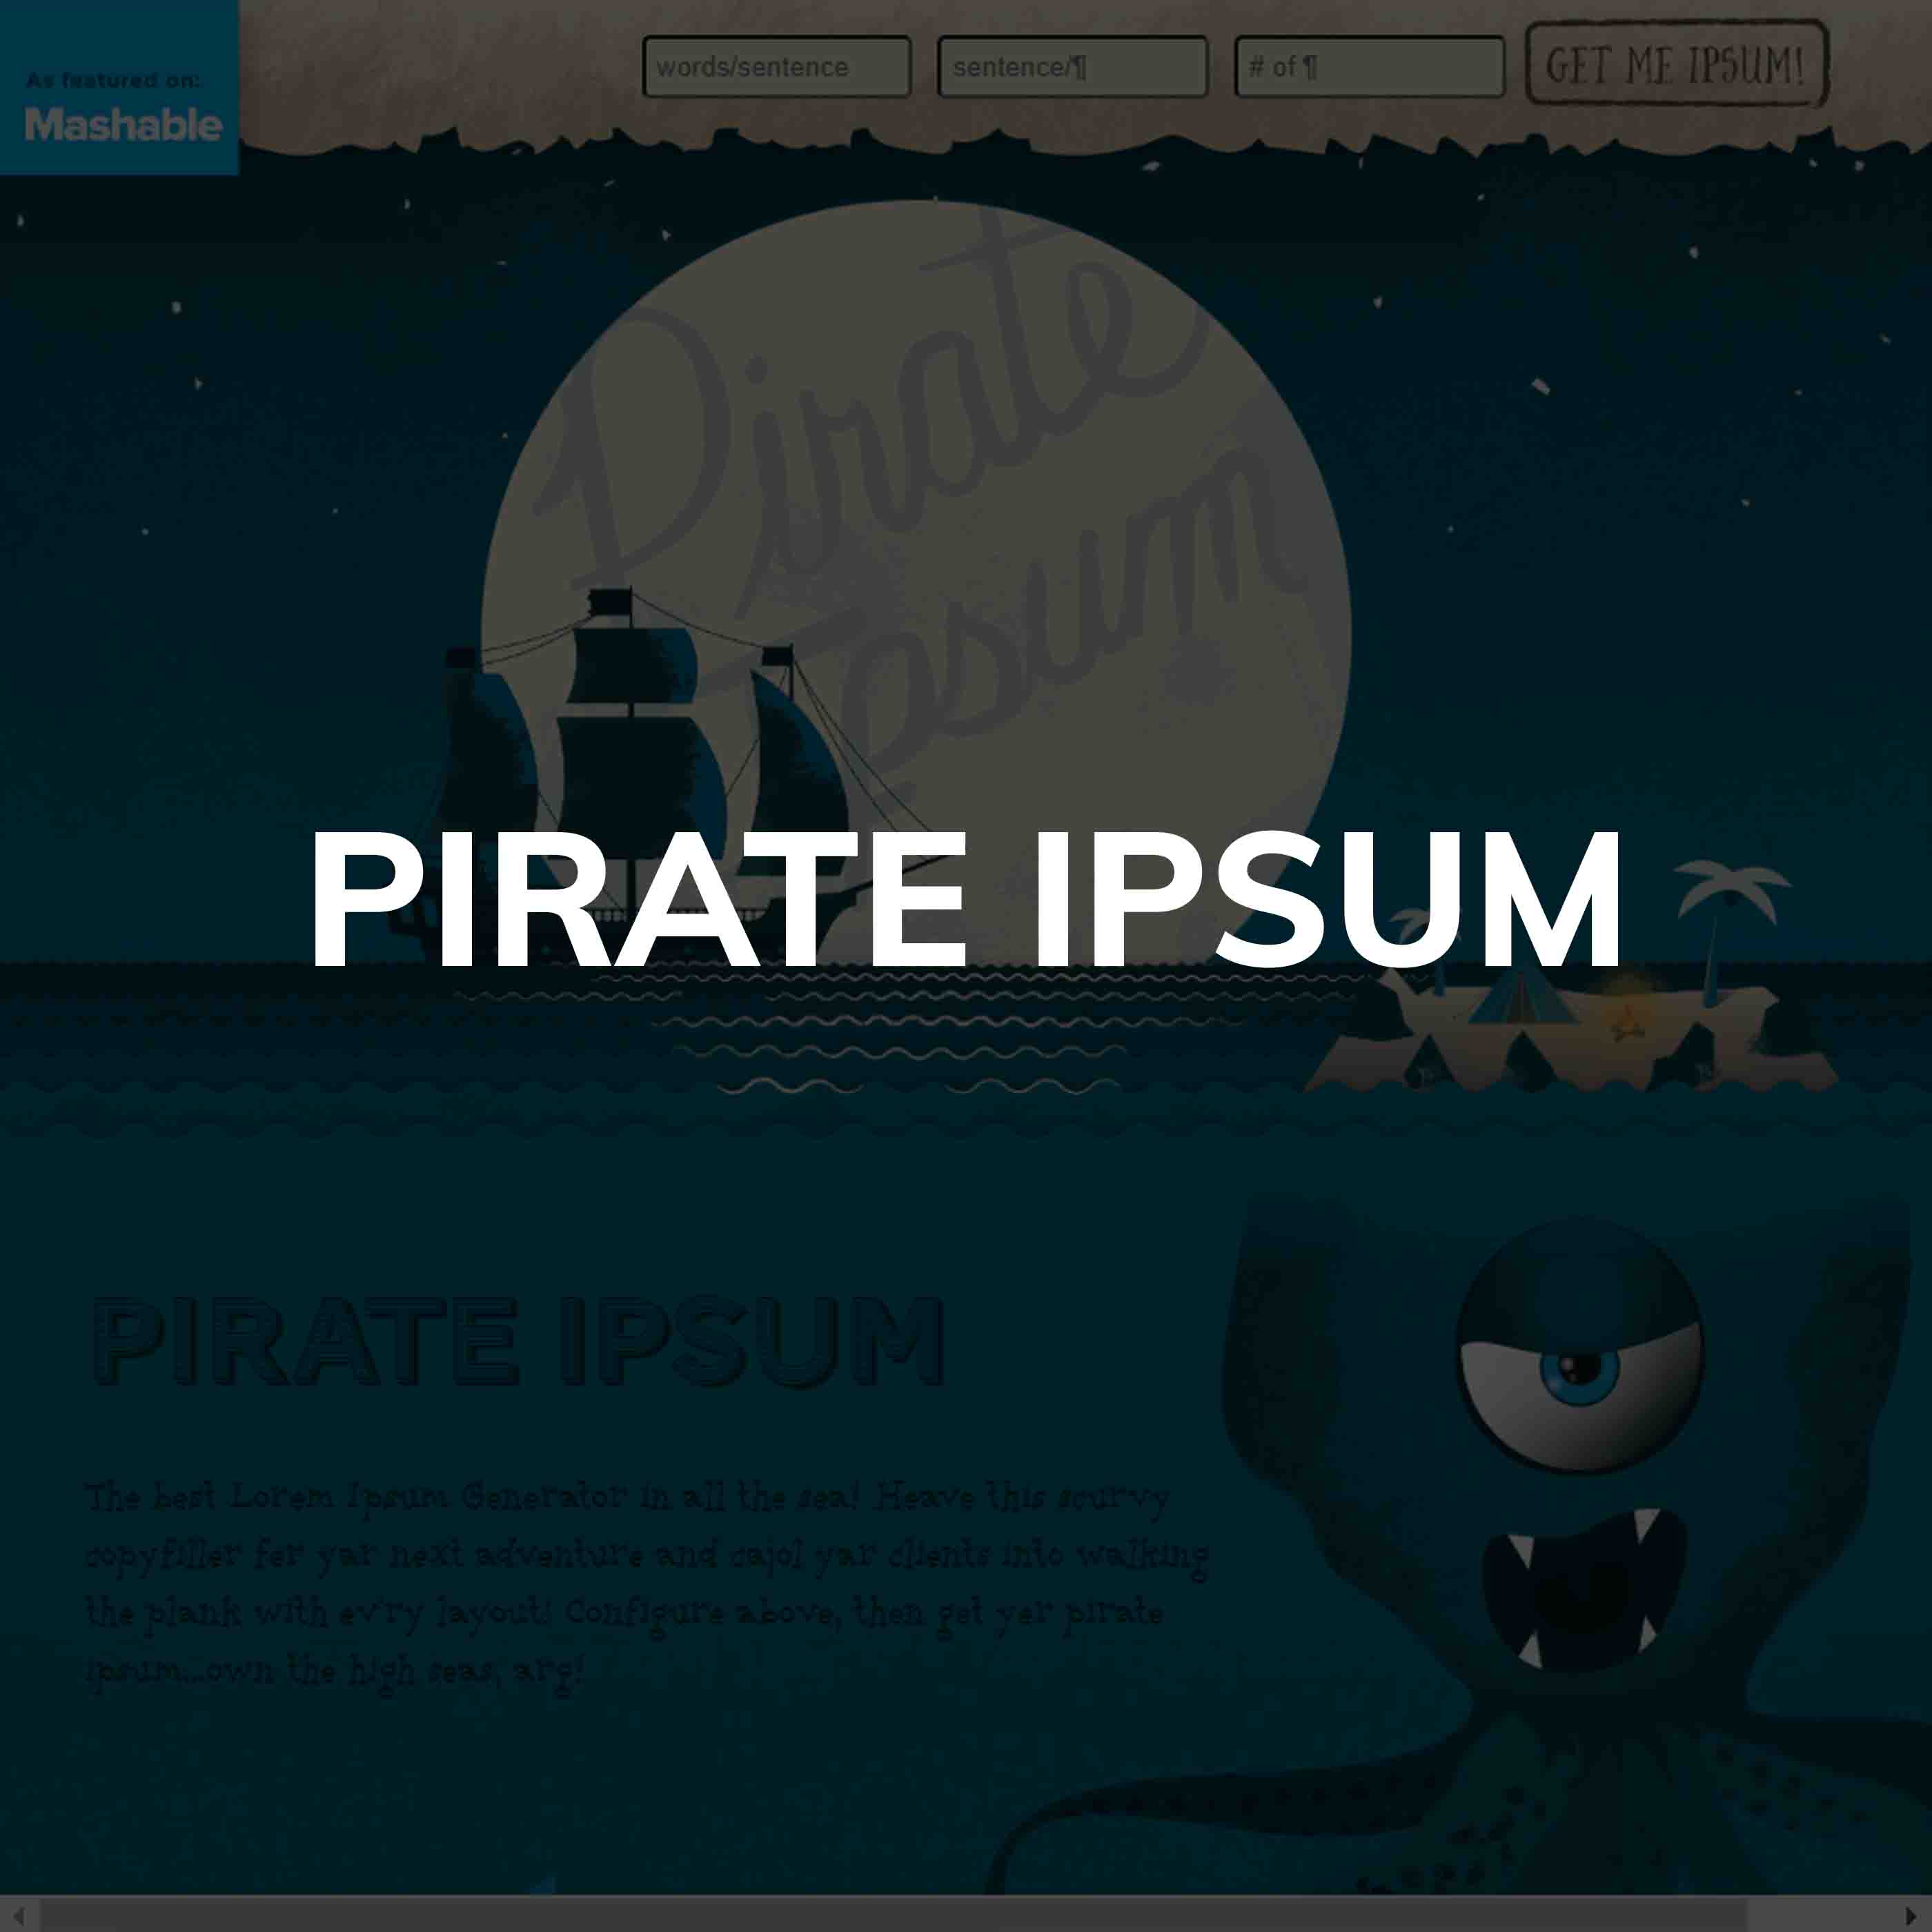 As featured on:
Mashable
words/sentence
sentence/¶
# of ¶
GET ME IPSUM!
Pirate
Ipsum
PIRATE IPSUM
PIRATE IPSUM
The best Lorem Ipsum Generator in all the sea! Heave this scurvy
copyfiller fer yar next adventure and cajol yar clients into walking
the plank with ev'ry layout! Configure above, then get yer pirate
ipsum...own the high seas, arg!